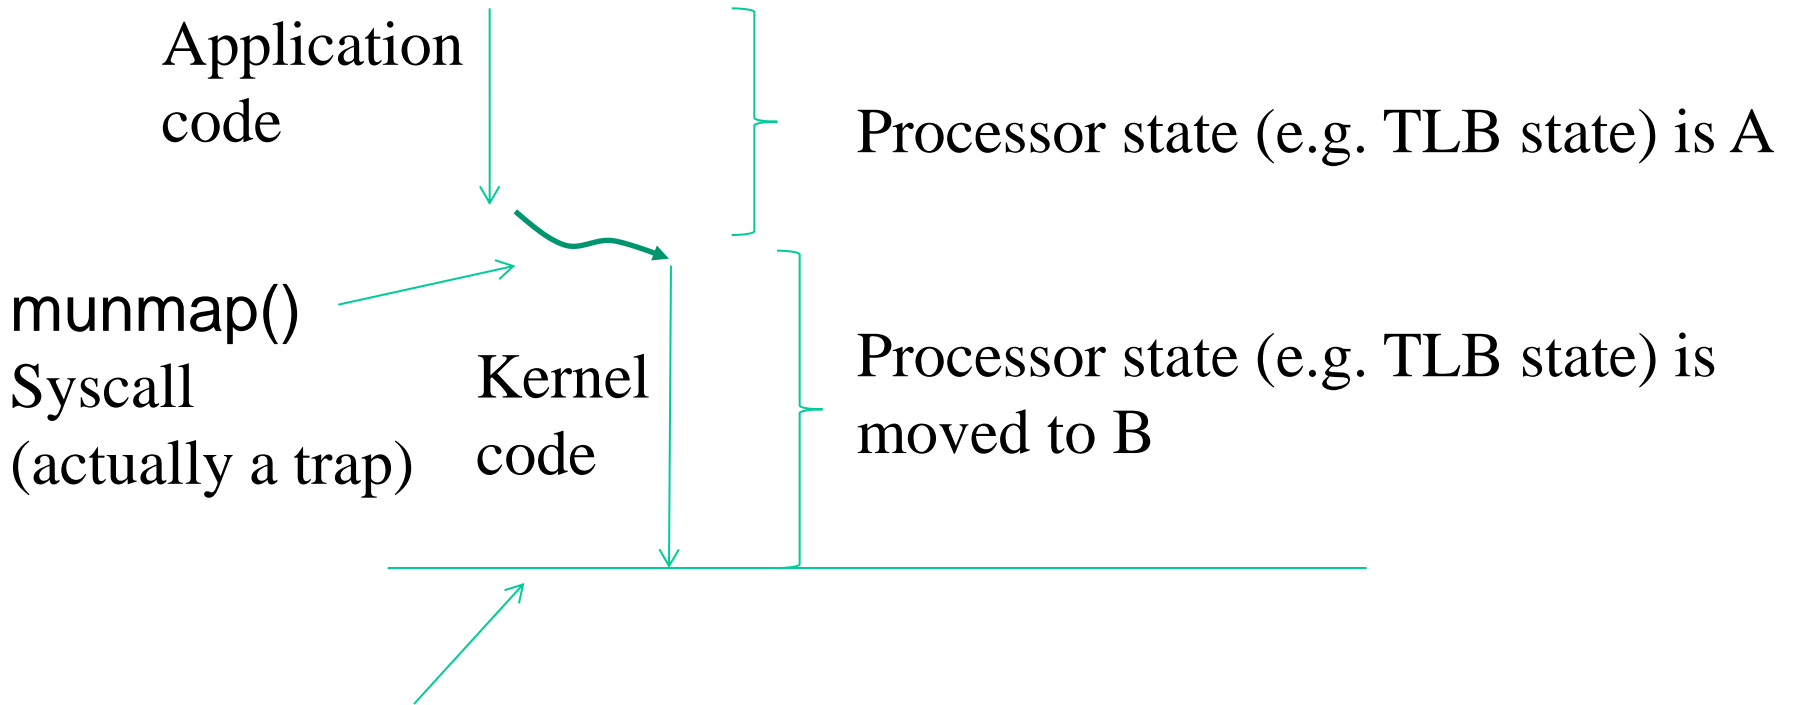 Application
code
Processor state (e.g. TLB state) is A
munmap()
Syscall
(actually a trap)
Kernel
code
Processor state (e.g. TLB state) is
moved to B